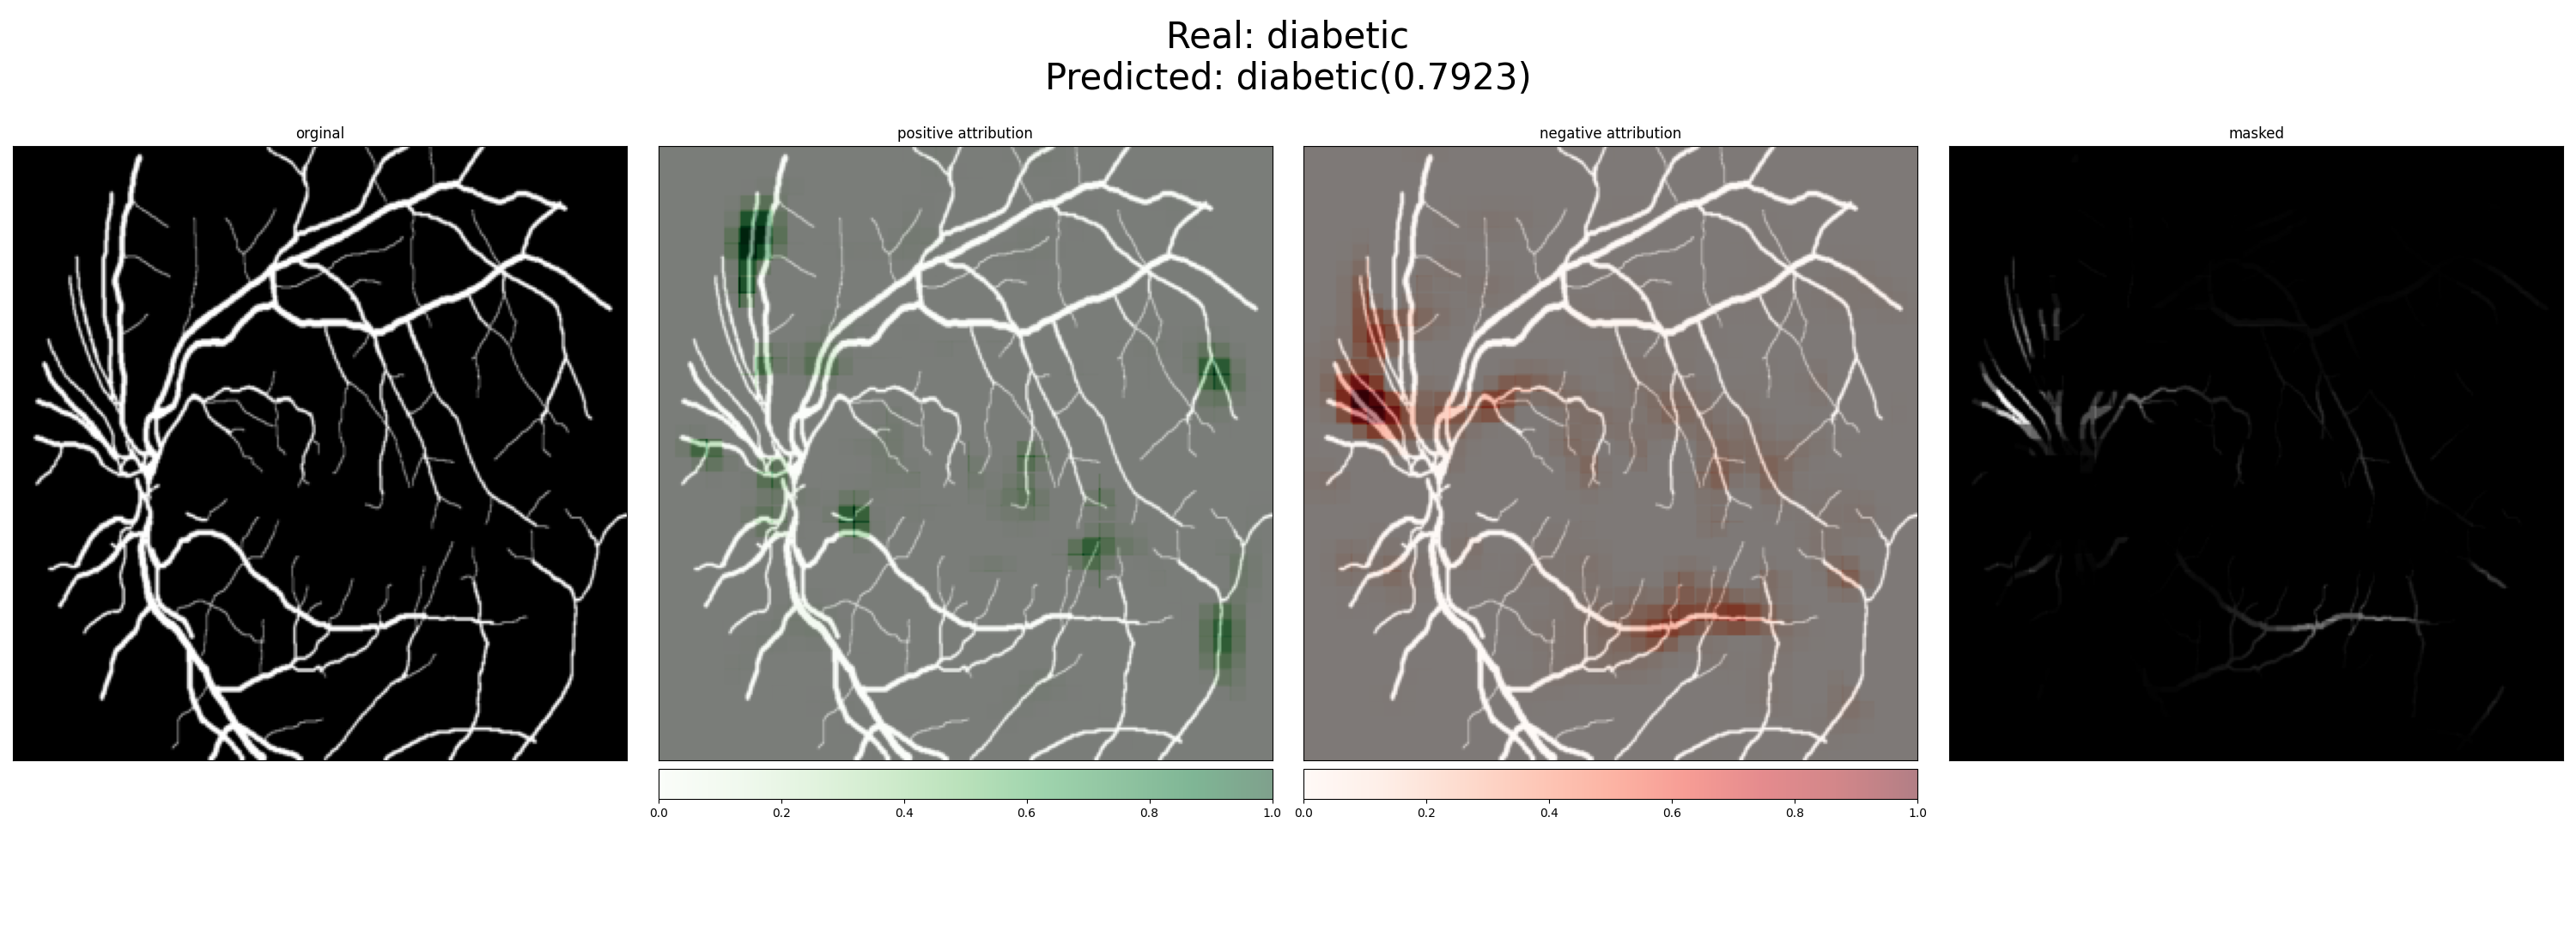 Real: diabetic
Predicted: diabetic(0.7923)
orginal
positive attribution
negative attribution
masked
0.0 0.2 0.4 0.6 0.8 1.0
0.0 0.2 0.4 0.6 0.8 1.0